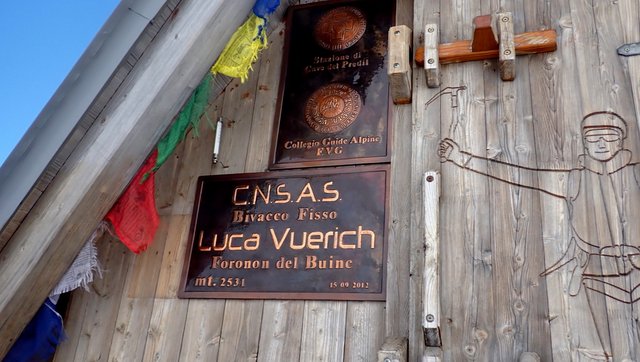 Stazione di
Cave del Predil
Collegio Guide Alpine
FVG
C.N.S.A.S.
Bivacco Fisso
Luca Vuerich
Foronon del Buinc
mt. 2531
15 09 2012